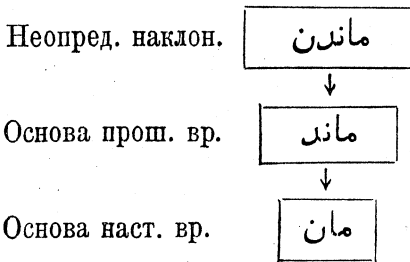 Неопред. наклон. ماندن
↓
Основа прош. вр. ماند
↓
Основа наст. вр. مان